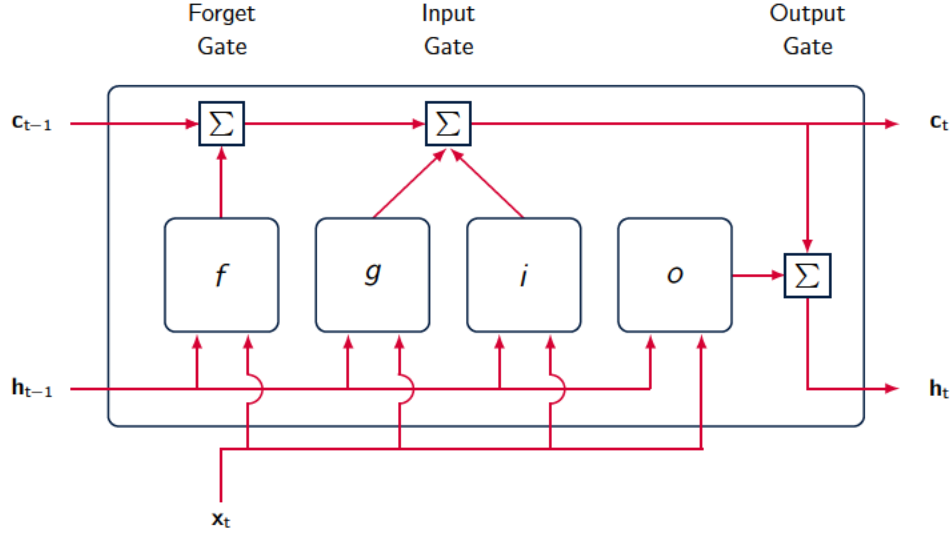 Forget
Gate
Input
Gate
Output
Gate
c_{t−1}
∑
∑
c_t
f
g
i
o
∑
h_{t−1}
h_t
x_t